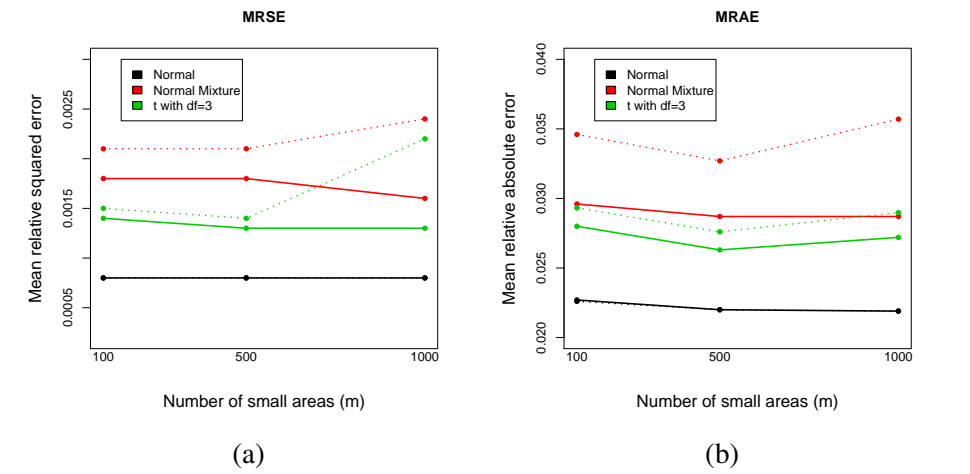 MRSE
Normal
Normal Mixture
t with df=3
Mean relative squared error
0.0025
0.0015
0.0005
100 500 1000
Number of small areas (m)
(a)
MRAE
Normal
Normal Mixture
t with df=3
Mean relative absolute error
0.040
0.035
0.030
0.025
0.020
100 500 1000
Number of small areas (m)
(b)